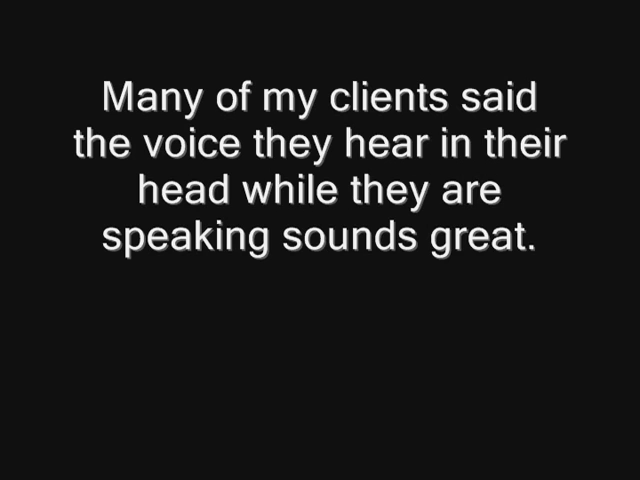 Many of my clients said
the voice they hear in their
head while they are
speaking sounds great.